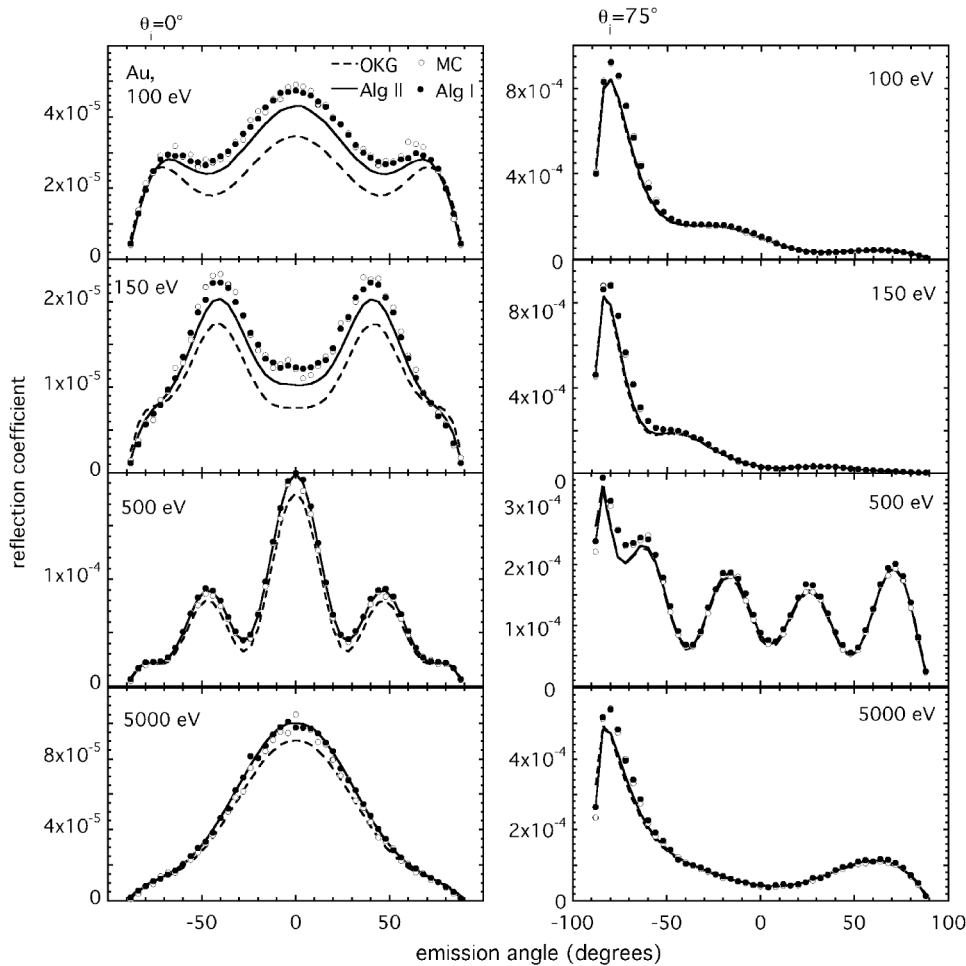 θi=0°
θi=75°
Au,
100 eV
OKG
MC
Alg II
Alg I
4x10-5
2x10-5
0
150 eV
2x10-5
1x10-5
0
500 eV
1x10-4
0
5000 eV
8x10-5
4x10-5
0
-50
0
50
100 eV
8x10-4
4x10-4
0
150 eV
8x10-4
4x10-4
0
500 eV
3x10-4
2x10-4
1x10-4
0
5000 eV
4x10-4
2x10-4
0
-100
-50
0
50
100
reflection coefficient
emission angle (degrees)